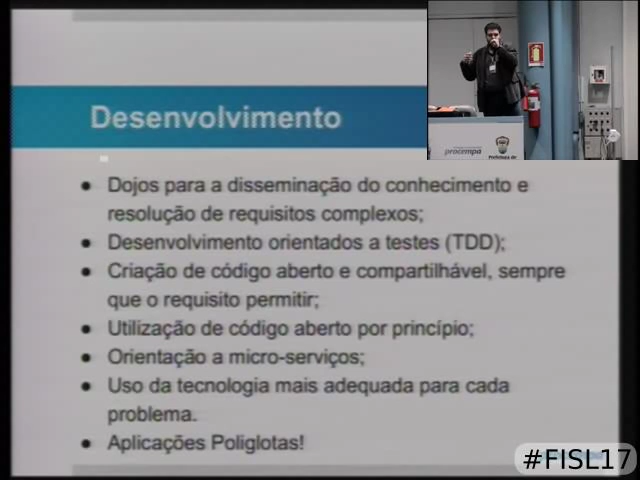 Desenvolvimento
procempa
Prefeitura de
● Dojos para a disseminação do conhecimento e
resolução de requisitos complexos;
● Desenvolvimento orientados a testes (TDD);
● Criação de código aberto e compartilhável, sempre
que o requisito permitir;
● Utilização de código aberto por princípio;
● Orientação a micro-serviços;
● Uso da tecnologia mais adequada para cada
problema.
● Aplicações Poliglotas!
#FISL17